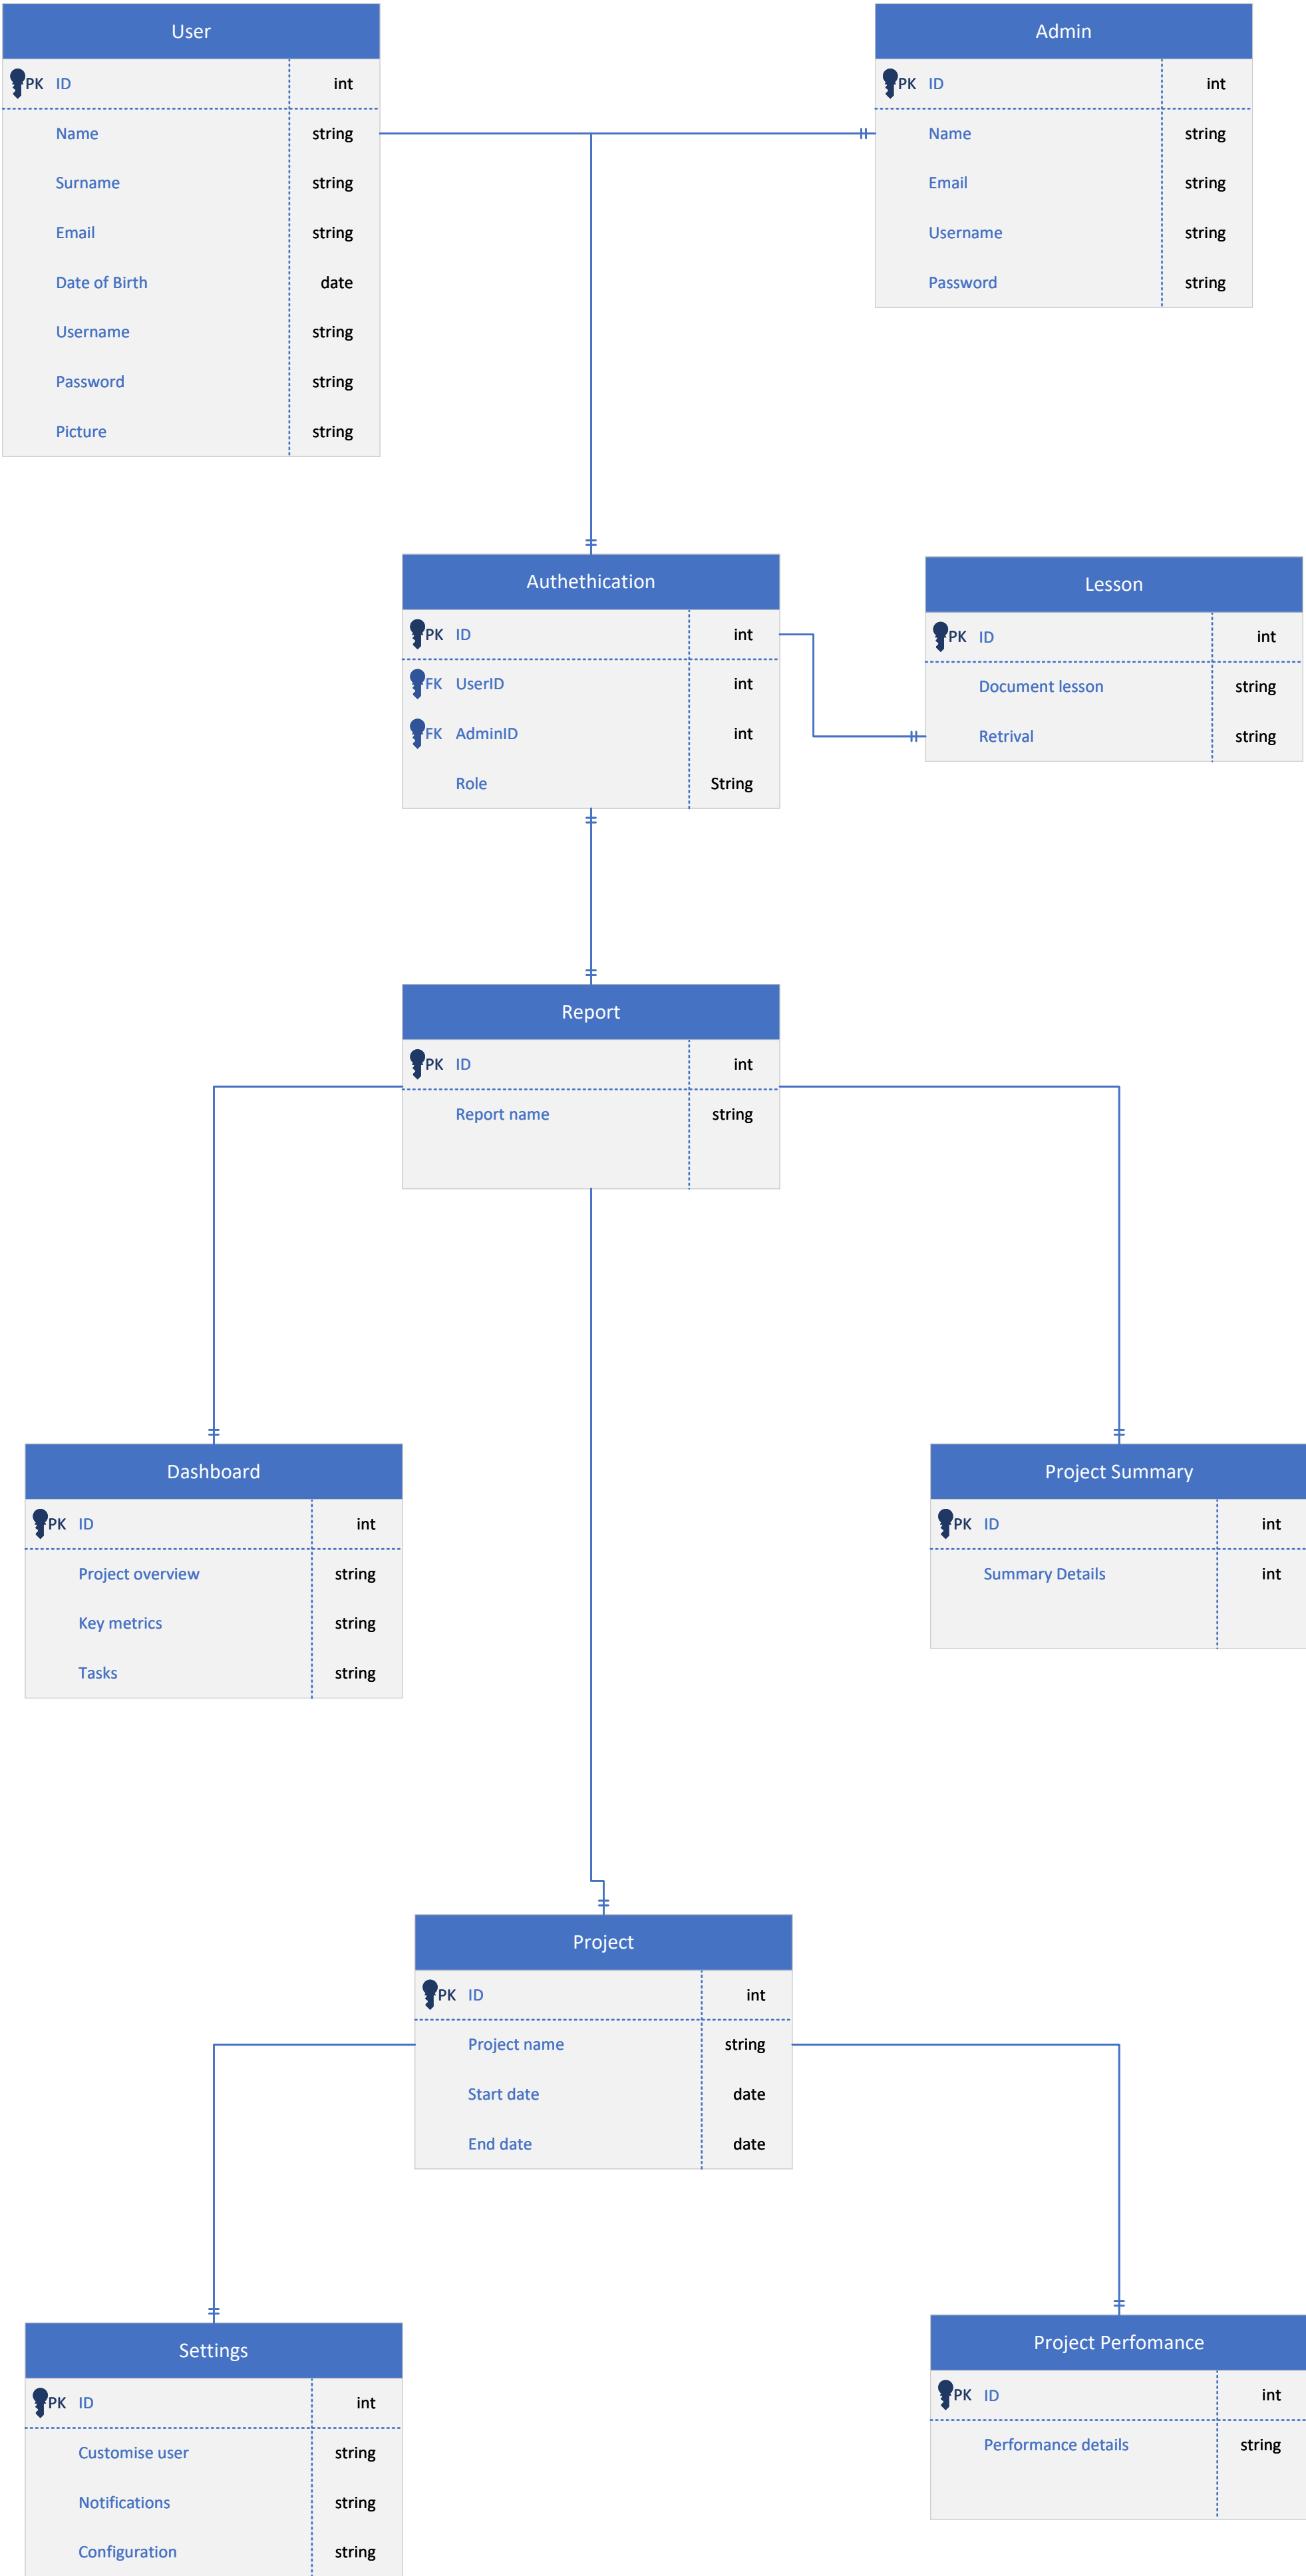 User
PK ID int
Name string
Surname string
Email string
Date of Birth date
Username string
Password string
Picture string
Admin
PK ID int
Name string
Email string
Username string
Password string
Authethication
PK ID int
FK UserID int
FK AdminID int
Role String
Lesson
PK ID int
Document lesson string
Retrival string
Report
PK ID int
Report name string
Dashboard
PK ID int
Project overview string
Key metrics string
Tasks string
Project Summary
PK ID int
Summary Details int
Project
PK ID int
Project name string
Start date date
End date date
Settings
PK ID int
Customise user string
Notifications string
Configuration string
Project Perfomance
PK ID int
Performance details string